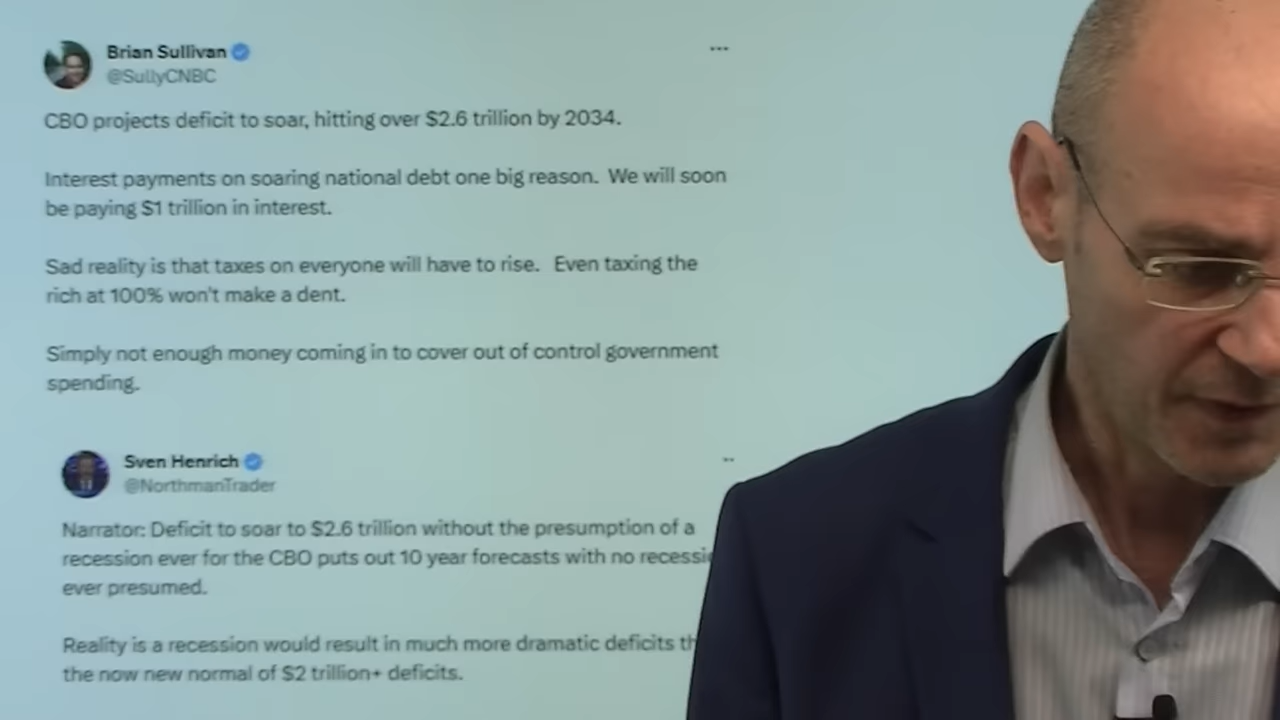 Brian Sullivan
@SullyCNBC
CBO projects deficit to soar, hitting over $2.6 trillion by 2034.
Interest payments on soaring national debt one big reason. We will soon
be paying $1 trillion in interest.
Sad reality is that taxes on everyone will have to rise. Even taxing the
rich at 100% won't make a dent.
Simply not enough money coming in to cover out of control government
spending.
Sven Henrich
@NorthmanTrader
Narrator: Deficit to soar to $2.6 trillion without the presumption of a
recession ever for the CBO puts out 10 year forecasts with no
ever presumed.
Reality is a recession would result in much more dramatic deficits
the now new normal of $2 trillion+ deficits.